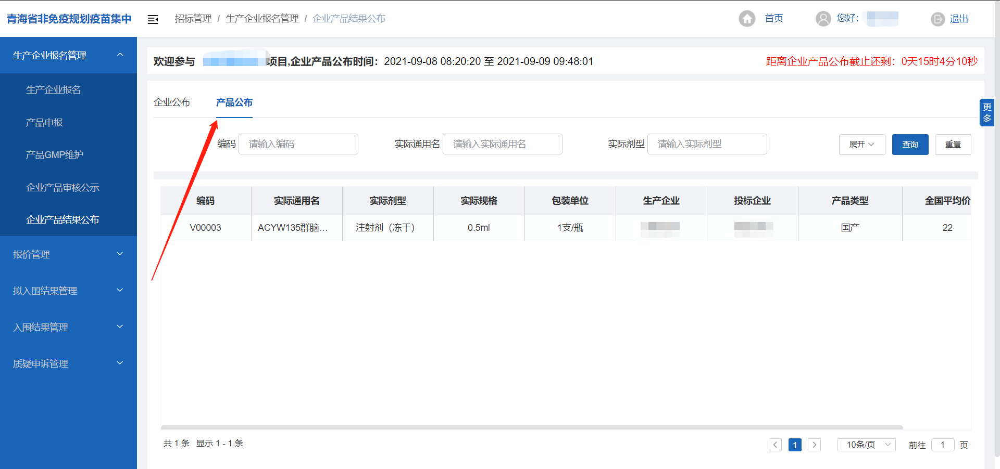 青海省非免疫规划疫苗集中
招标管理 / 生产企业报名管理 / 企业产品结果公布
首页
您好：
退出
生产企业报名管理
生产企业报名
产品申报
产品GMP维护
企业产品审核公示
企业产品结果公布
报价管理
拟入围结果管理
入围结果管理
质疑申诉管理
欢迎参与 项目,企业产品公布时间：2021-09-08 08:20:20 至 2021-09-09 09:48:01
距离企业产品公布截止还剩：0天15时4分10秒
企业公布 产品公布
更多
编码 请输入编码 实际通用名 请输入实际通用名 实际剂型 请输入实际剂型 展开 查询 重置
编码 实际通用名 实际剂型 实际规格 包装单位 生产企业 投标企业 产品类型 全国平均价
V00003 ACYW135群脑... 注射剂（冻干） 0.5ml 1支/瓶 国产 22
共 1 条 显示 1 - 1 条
1 10条/页 前往 1 页